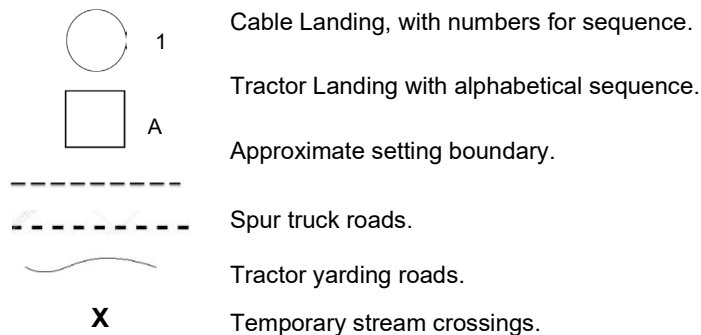 Cable Landing, with numbers for sequence.
1
Tractor Landing with alphabetical sequence.
A
Approximate setting boundary.
Spur truck roads.
Tractor yarding roads.
X Temporary stream crossings.